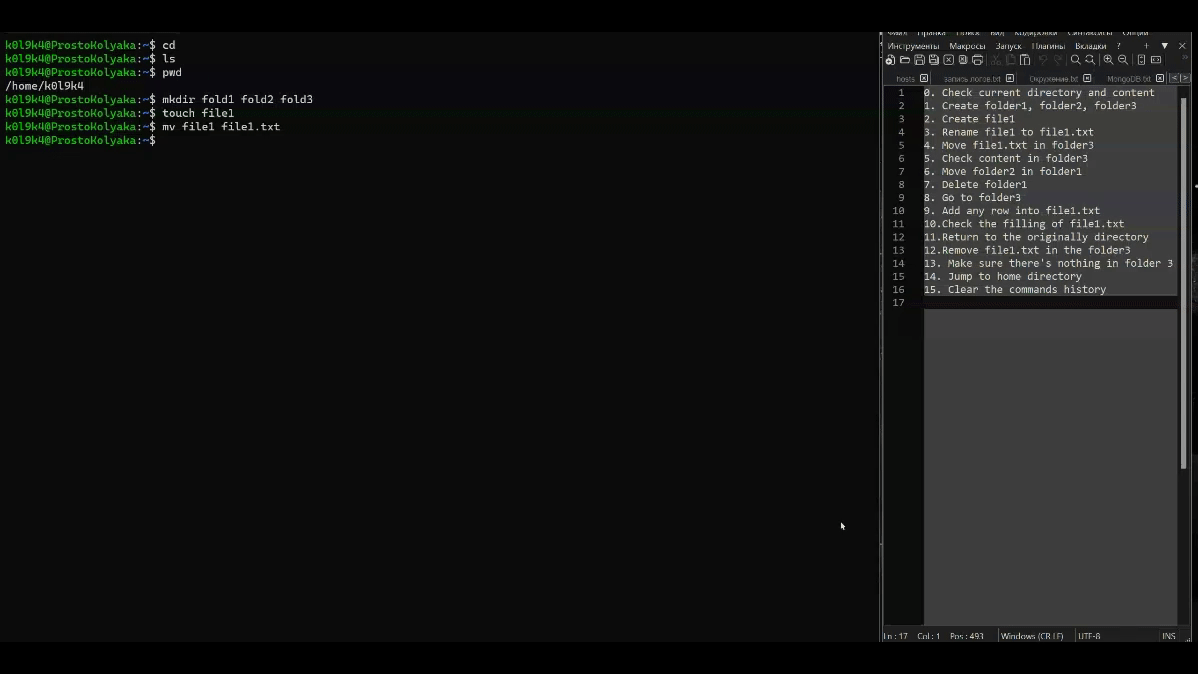 k0l9k4@ProstoKolyaka:~$ cd
k0l9k4@ProstoKolyaka:~$ ls
k0l9k4@ProstoKolyaka:~$ pwd
/home/k0l9k4
k0l9k4@ProstoKolyaka:~$ mkdir fold1 fold2 fold3
k0l9k4@ProstoKolyaka:~$ touch file1
k0l9k4@ProstoKolyaka:~$ mv file1 file1.txt
k0l9k4@ProstoKolyaka:~$
Файл Правка Поиск Вид Кодировки Синтаксисы Опции
Инструменты Макросы Запуск Плагины Вкладки ? + ▼ ✕
hosts запись логов.txt Окружение.txt MongoDB.txt
1 0. Check current directory and content
2 1. Create folder1, folder2, folder3
3 2. Create file1
4 3. Rename file1 to file1.txt
5 4. Move file1.txt in folder3
6 5. Check content in folder3
7 6. Move folder2 in folder1
8 7. Delete folder1
9 8. Go to folder3
10 9. Add any row into file1.txt
11 10.Check the filling of file1.txt
12 11.Return to the originally directory
13 12.Remove file1.txt in the folder3
14 13. Make sure there's nothing in folder 3
15 14. Jump to home directory
16 15. Clear the commands history
17
Ln : 17 Col : 1 Pos : 493 Windows (CR LF) UTF-8 INS